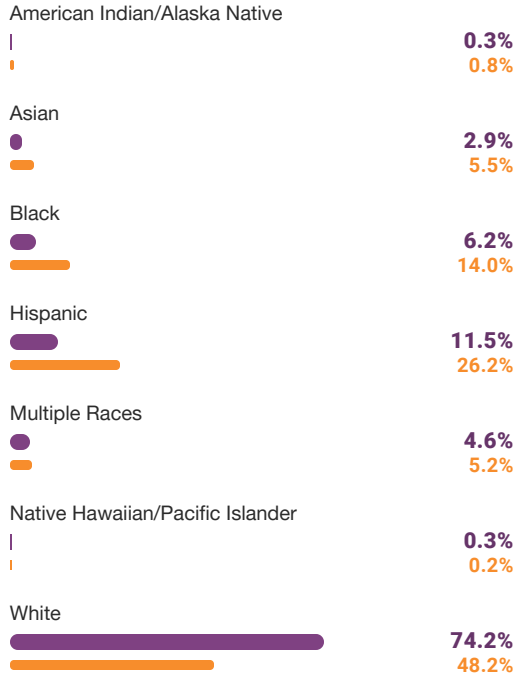 American Indian/Alaska Native
0.3%
0.8%
Asian
2.9%
5.5%
Black
6.2%
14.0%
Hispanic
11.5%
26.2%
Multiple Races
4.6%
5.2%
Native Hawaiian/Pacific Islander
0.3%
0.2%
White
74.2%
48.2%